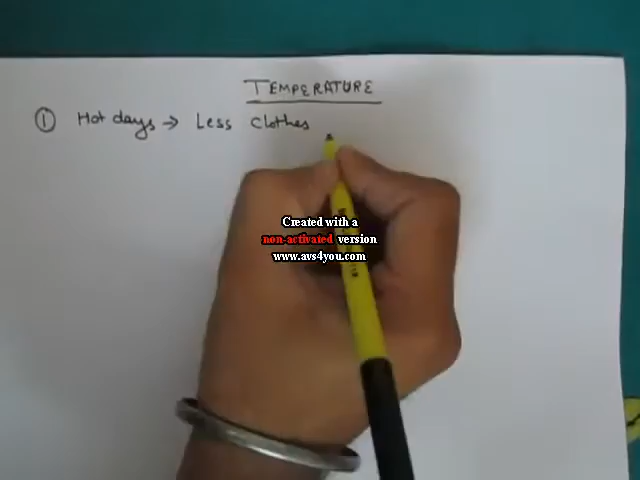 TEMPERATURE
① Hot days → Less Clothes
Created with a
non-activated version
www.avs4you.com